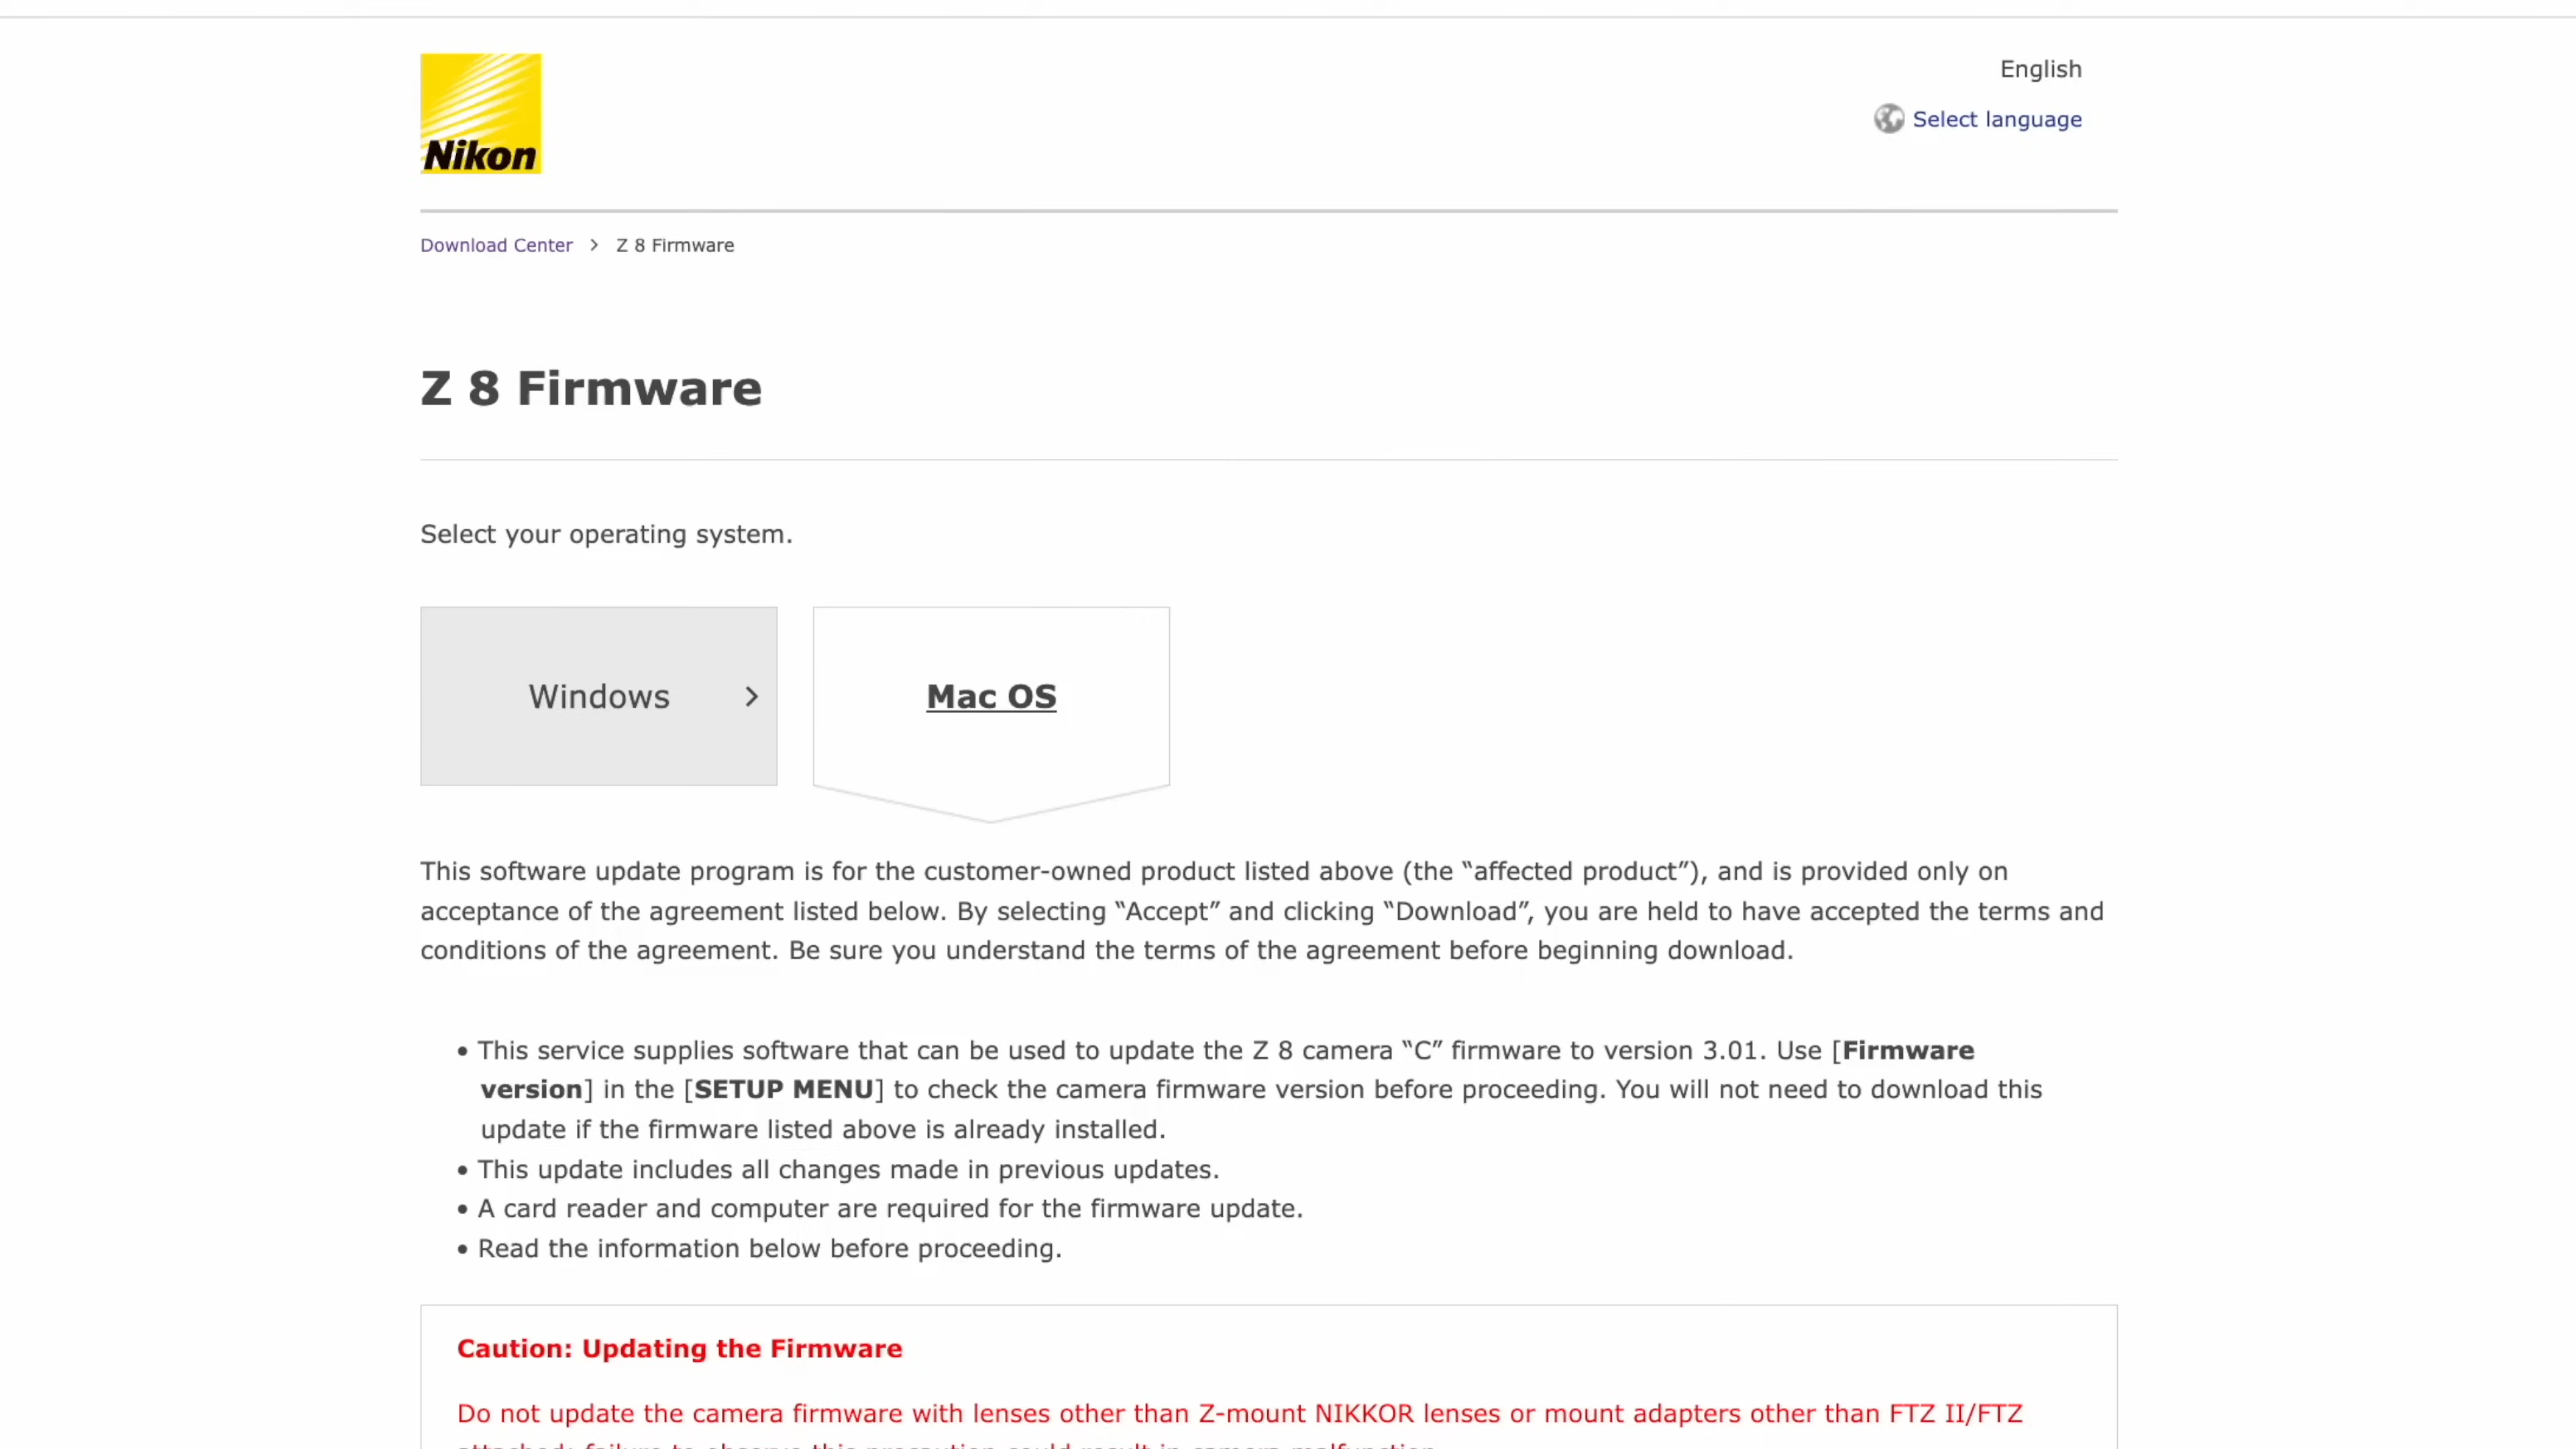 Nikon
English
Select language
Download Center > Z 8 Firmware
Z 8 Firmware
Select your operating system.
Windows >
Mac OS
This software update program is for the customer-owned product listed above (the “affected product”), and is provided only on
acceptance of the agreement listed below. By selecting “Accept” and clicking “Download”, you are held to have accepted the terms and
conditions of the agreement. Be sure you understand the terms of the agreement before beginning download.
• This service supplies software that can be used to update the Z 8 camera “C” firmware to version 3.01. Use [Firmware
version] in the [SETUP MENU] to check the camera firmware version before proceeding. You will not need to download this
update if the firmware listed above is already installed.
• This update includes all changes made in previous updates.
• A card reader and computer are required for the firmware update.
• Read the information below before proceeding.
Caution: Updating the Firmware
Do not update the camera firmware with lenses other than Z-mount NIKKOR lenses or mount adapters other than FTZ II/FTZ